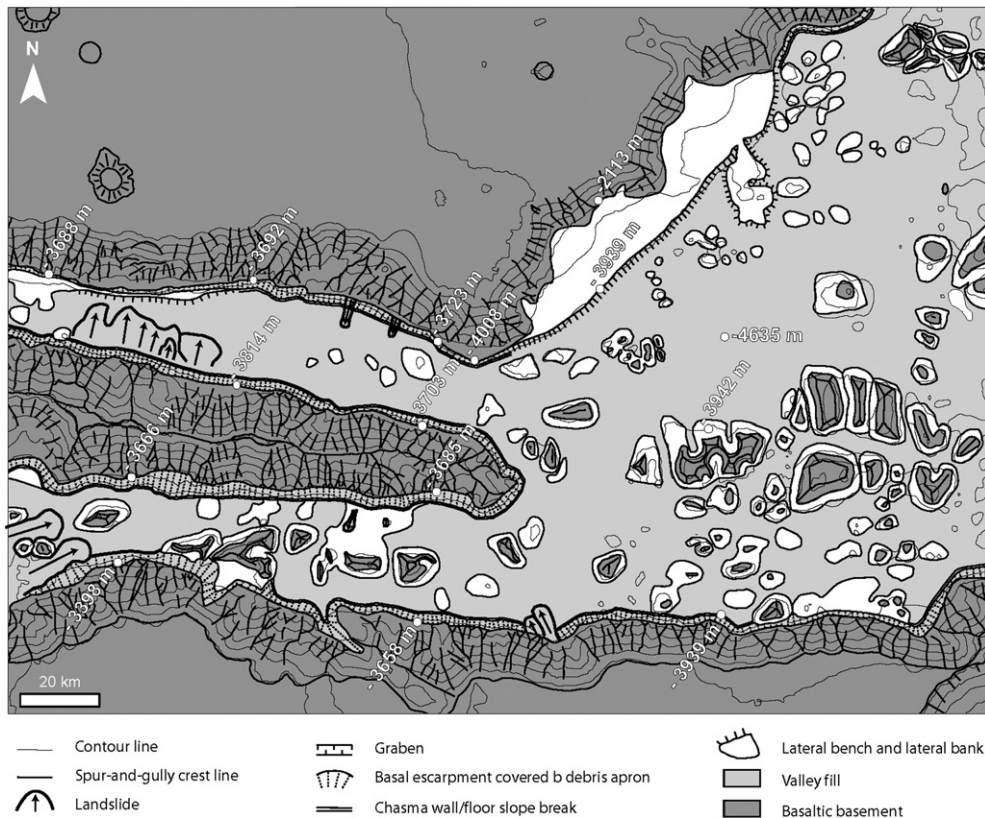 N
- 2113 m
- 3688 m
- 3692 m
- 3939 m
- 3723 m
- 4008 m
-4635 m
- 3814 m
- 3703 m
- 3942 m
- 3666 m
- 3685 m
- 3398 m
- 3658 m
- 3939 m
20 km
Contour line
Graben
Lateral bench and lateral bank
Spur-and-gully crest line
Basal escarpment covered b debris apron
Valley fill
Landslide
Chasma wall/floor slope break
Basaltic basement